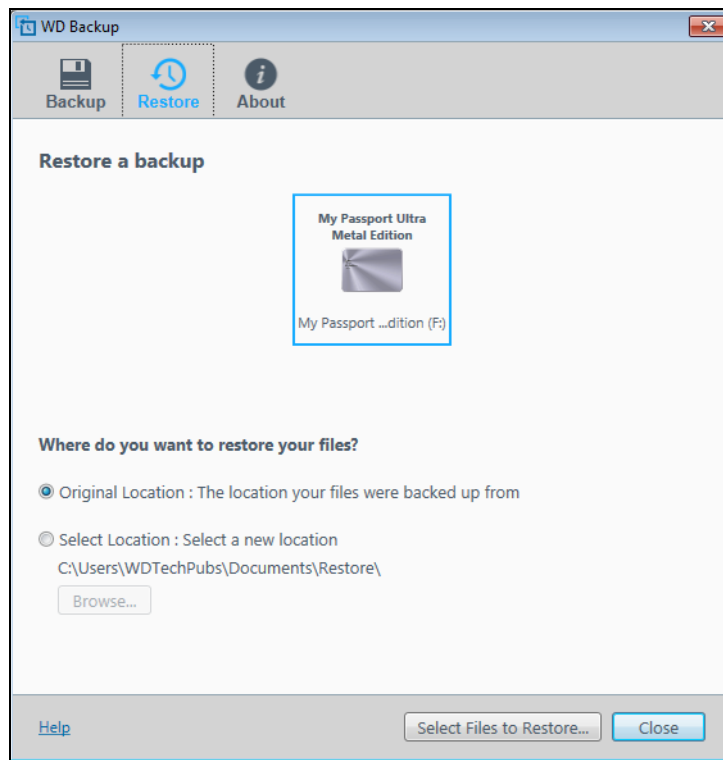 WD Backup
Backup
Restore
About
Restore a backup
My Passport Ultra
Metal Edition
My Passport ...dition (F:)
Where do you want to restore your files?
Original Location : The location your files were backed up from
Select Location : Select a new location
C:\Users\WDTechPubs\Documents\Restore\
Browse...
Help
Select Files to Restore...
Close